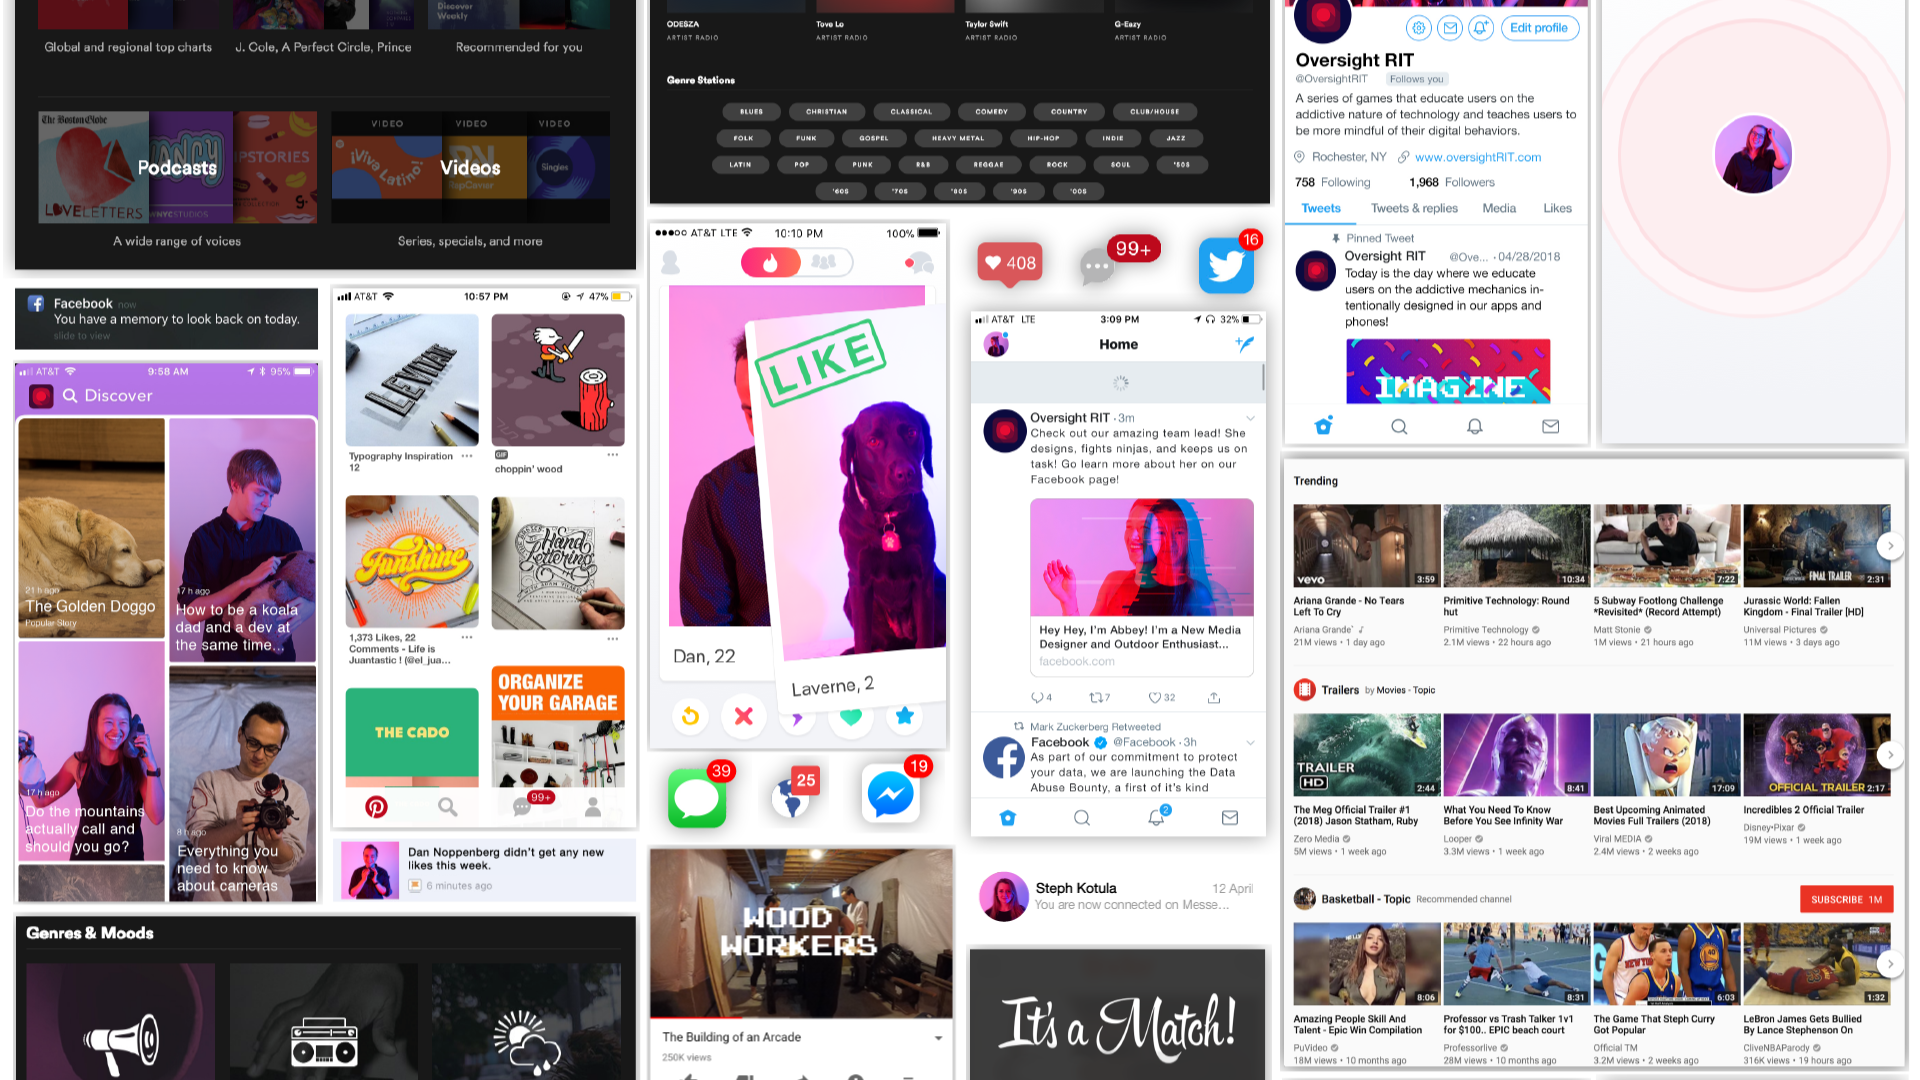 Discover
Weekly
Global and regional top charts
J. Cole, A Perfect Circle, Prince
Recommended for you
The Boston Globe
LOVELETTERS
WNYCSTUDIOS
Podcasts
VIDEO
VIDEO
VIDEO
¡Viva Latino!
RapCaviar
Singles
Videos
A wide range of voices
Series, specials, and more
Facebook now
You have a memory to look back on today.
slide to view
AT&T
9:58 AM
95%
Discover
21 h ago
The Golden Doggo
Popular Story
17 h ago
How to be a koala
dad and a dev at
the same time...
17 h ago
Do the mountains
actually call and
should you go?
8 h ago
Everything you
need to know
about cameras
AT&T
10:57 PM
47%
Typography Inspiration
12
GIF
choppin' wood
Funshine
Hand
Lettering
1,373 Likes, 22
Comments - Life is
Juantastic ! (@el_jua...
THE CADO
ORGANIZE
YOUR GARAGE
99+
Dan Noppenberg didn't get any new
likes this week.
6 minutes ago
Genres & Moods
ODESZA
ARTIST RADIO
Tove Lo
ARTIST RADIO
Taylor Swift
ARTIST RADIO
G-Eazy
ARTIST RADIO
Genre Stations
BLUES
CHRISTIAN
CLASSICAL
COMEDY
COUNTRY
CLUB/HOUSE
FOLK
FUNK
GOSPEL
HEAVY METAL
HIP-HOP
INDIE
JAZZ
LATIN
POP
PUNK
R&B
REGGAE
ROCK
SOUL
'50S
'60S
'70S
'80S
'90S
'00S
AT&T LTE
10:10 PM
100%
LIKE
Dan, 22
Laverne, 2
39
25
19
WOOD
WORKERS
The Building of an Arcade
250K views
408
99+
16
AT&T LTE
3:09 PM
32%
Home
Oversight RIT · 3m
Check out our amazing team lead! She
designs, fights ninjas, and keeps us on
task! Go learn more about her on our
Facebook page!
Hey Hey, I'm Abbey! I'm a New Media
Designer and Outdoor Enthusiast...
facebook.com
4
7
32
Mark Zuckerberg Retweeted
Facebook @Facebook · 3h
As part of our commitment to protect
your data, we are launching the Data
Abuse Bounty, a first of it's kind
2
Steph Kotula
12 April
You are now connected on Messe...
It's a Match!
Edit profile
Oversight RIT
@OversightRIT Follows you
A series of games that educate users on the
addictive nature of technology and teaches users to
be more mindful of their digital behaviors.
Rochester, NY www.oversightRIT.com
758 Following
1,968 Followers
Tweets
Tweets & replies
Media
Likes
Pinned Tweet
Oversight RIT @Ove... · 04/28/2018
Today is the day where we educate
users on the addictive mechanics in-
tentionally designed in our apps and
phones!
IMAGINE
Trending
vevo
3:59
10:34
7:22
FINAL TRAILER
2:31
Ariana Grande - No Tears
Left To Cry
Ariana Grande
21M views • 1 day ago
Primitive Technology: Round
hut
Primitive Technology
2.1M views • 22 hours ago
5 Subway Footlong Challenge
*Revisited* (Record Attempt)
Matt Stonie
1M views • 21 hours ago
Jurassic World: Fallen
Kingdom - Final Trailer [HD]
Universal Pictures
11M views • 3 days ago
Trailers by Movies - Topic
TRAILER
HD
2:44
8:41
17:09
OFFICIAL TRAILER 2:17
The Meg Official Trailer #1
(2018) Jason Statham, Ruby
Zero Media
5M views • 1 week ago
What You Need To Know
Before You See Infinity War
Looper
3.3M views • 1 week ago
Best Upcoming Animated
Movies Full Trailers (2018)
Viral MEDIA
2.4M views • 2 weeks ago
Incredibles 2 Official Trailer
Disney•Pixar
19M views • 1 week ago
Basketball - Topic Recommended channel
SUBSCRIBE 1M
8:06
8:31
NEW YORK
6:03
1:32
Amazing People Skill And
Talent - Epic Win Compilation
PuVideo
18M views • 10 months ago
Professor vs Trash Talker 1v1
for $100.. EPIC beach court
Professorlive
28M views • 10 months ago
The Game That Steph Curry
Got Popular
Official TM
3.2M views • 2 weeks ago
LeBron James Gets Bullied
By Lance Stephenson On
CliveNBAParody
316K views • 19 hours ago